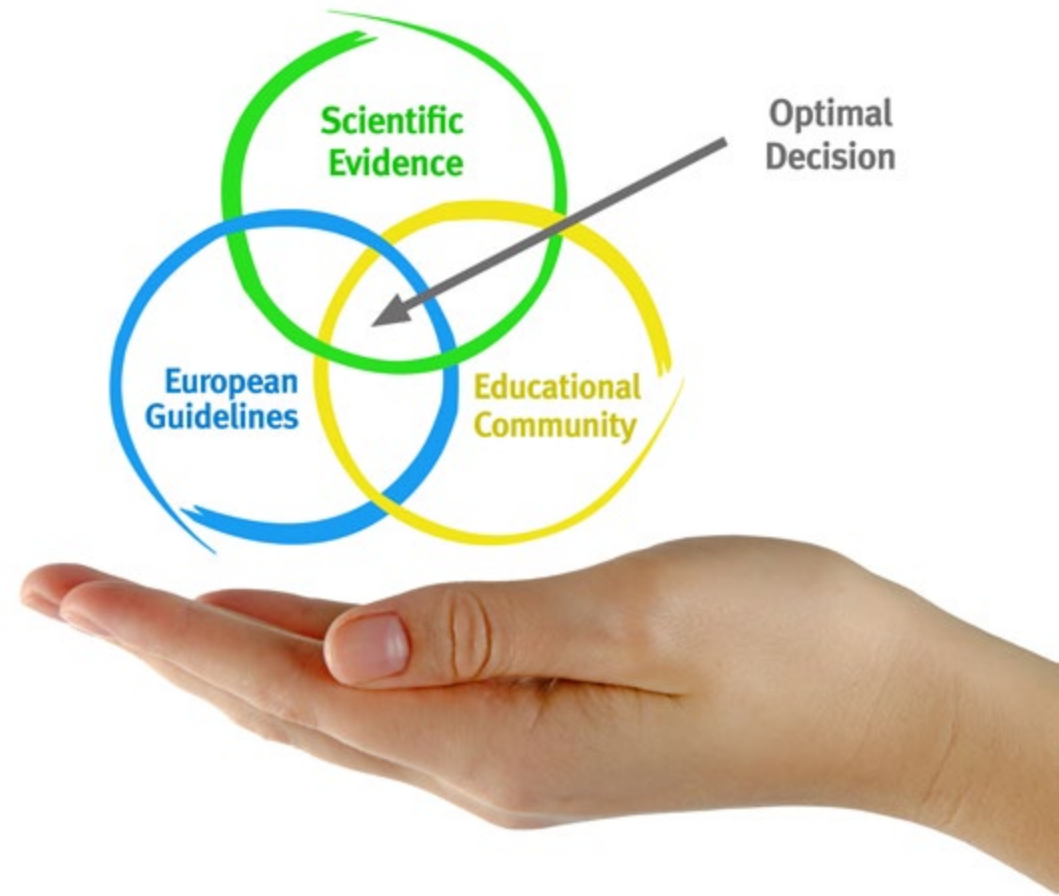 Scientific
Evidence
Optimal
Decision
European
Guidelines
Educational
Community